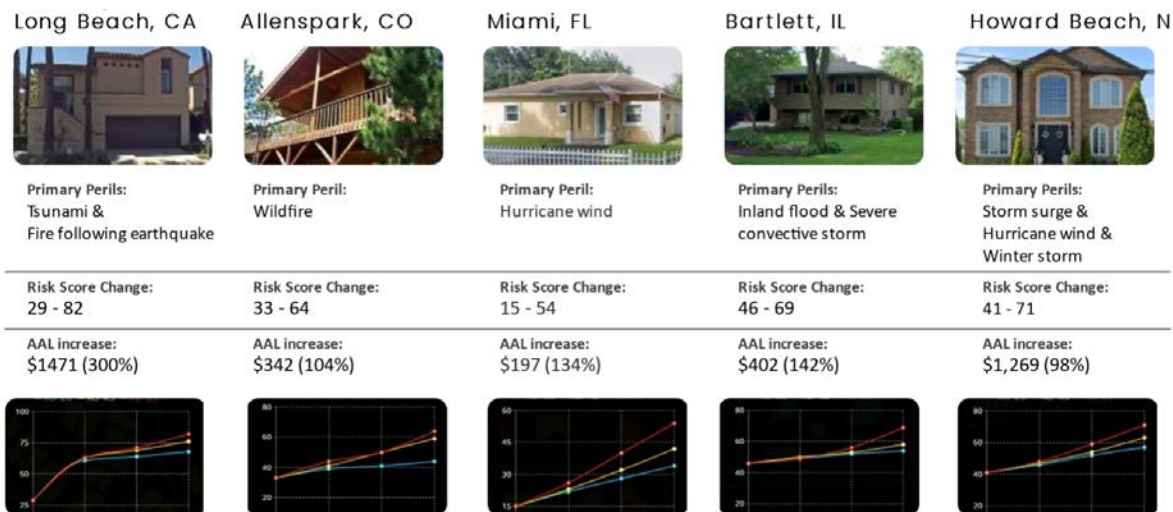 Long Beach, CA
Allenspark, CO
Miami, FL
Bartlett, IL
Howard Beach, N
Primary Perils:
Tsunami &
Fire following earthquake
Primary Peril:
Wildfire
Primary Peril:
Hurricane wind
Primary Perils:
Inland flood & Severe
convective storm
Primary Perils:
Storm surge &
Hurricane wind &
Winter storm
Risk Score Change:
29 - 82
Risk Score Change:
33 - 64
Risk Score Change:
15 - 54
Risk Score Change:
46 - 69
Risk Score Change:
41 - 71
AAL increase:
$1471 (300%)
AAL increase:
$342 (104%)
AAL increase:
$197 (134%)
AAL increase:
$402 (142%)
AAL increase:
$1,269 (98%)
100
75
50
25
80
60
40
20
60
45
30
15
80
60
40
20
80
60
40
20